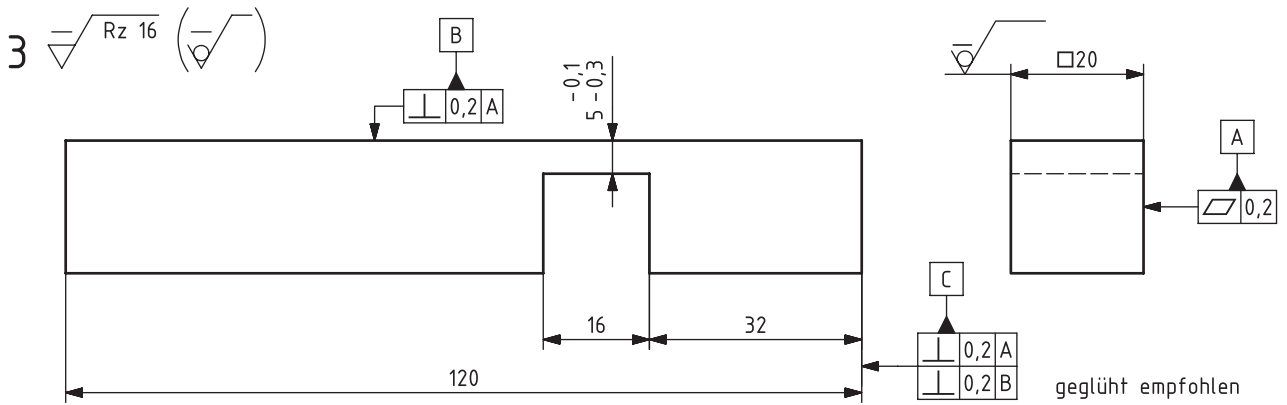 3 Rz 16
B
⊥ 0,2 A
-0,1
5 -0,3
□20
A
⏥ 0,2
16
32
120
C
⊥ 0,2 A
⊥ 0,2 B
geglüht empfohlen